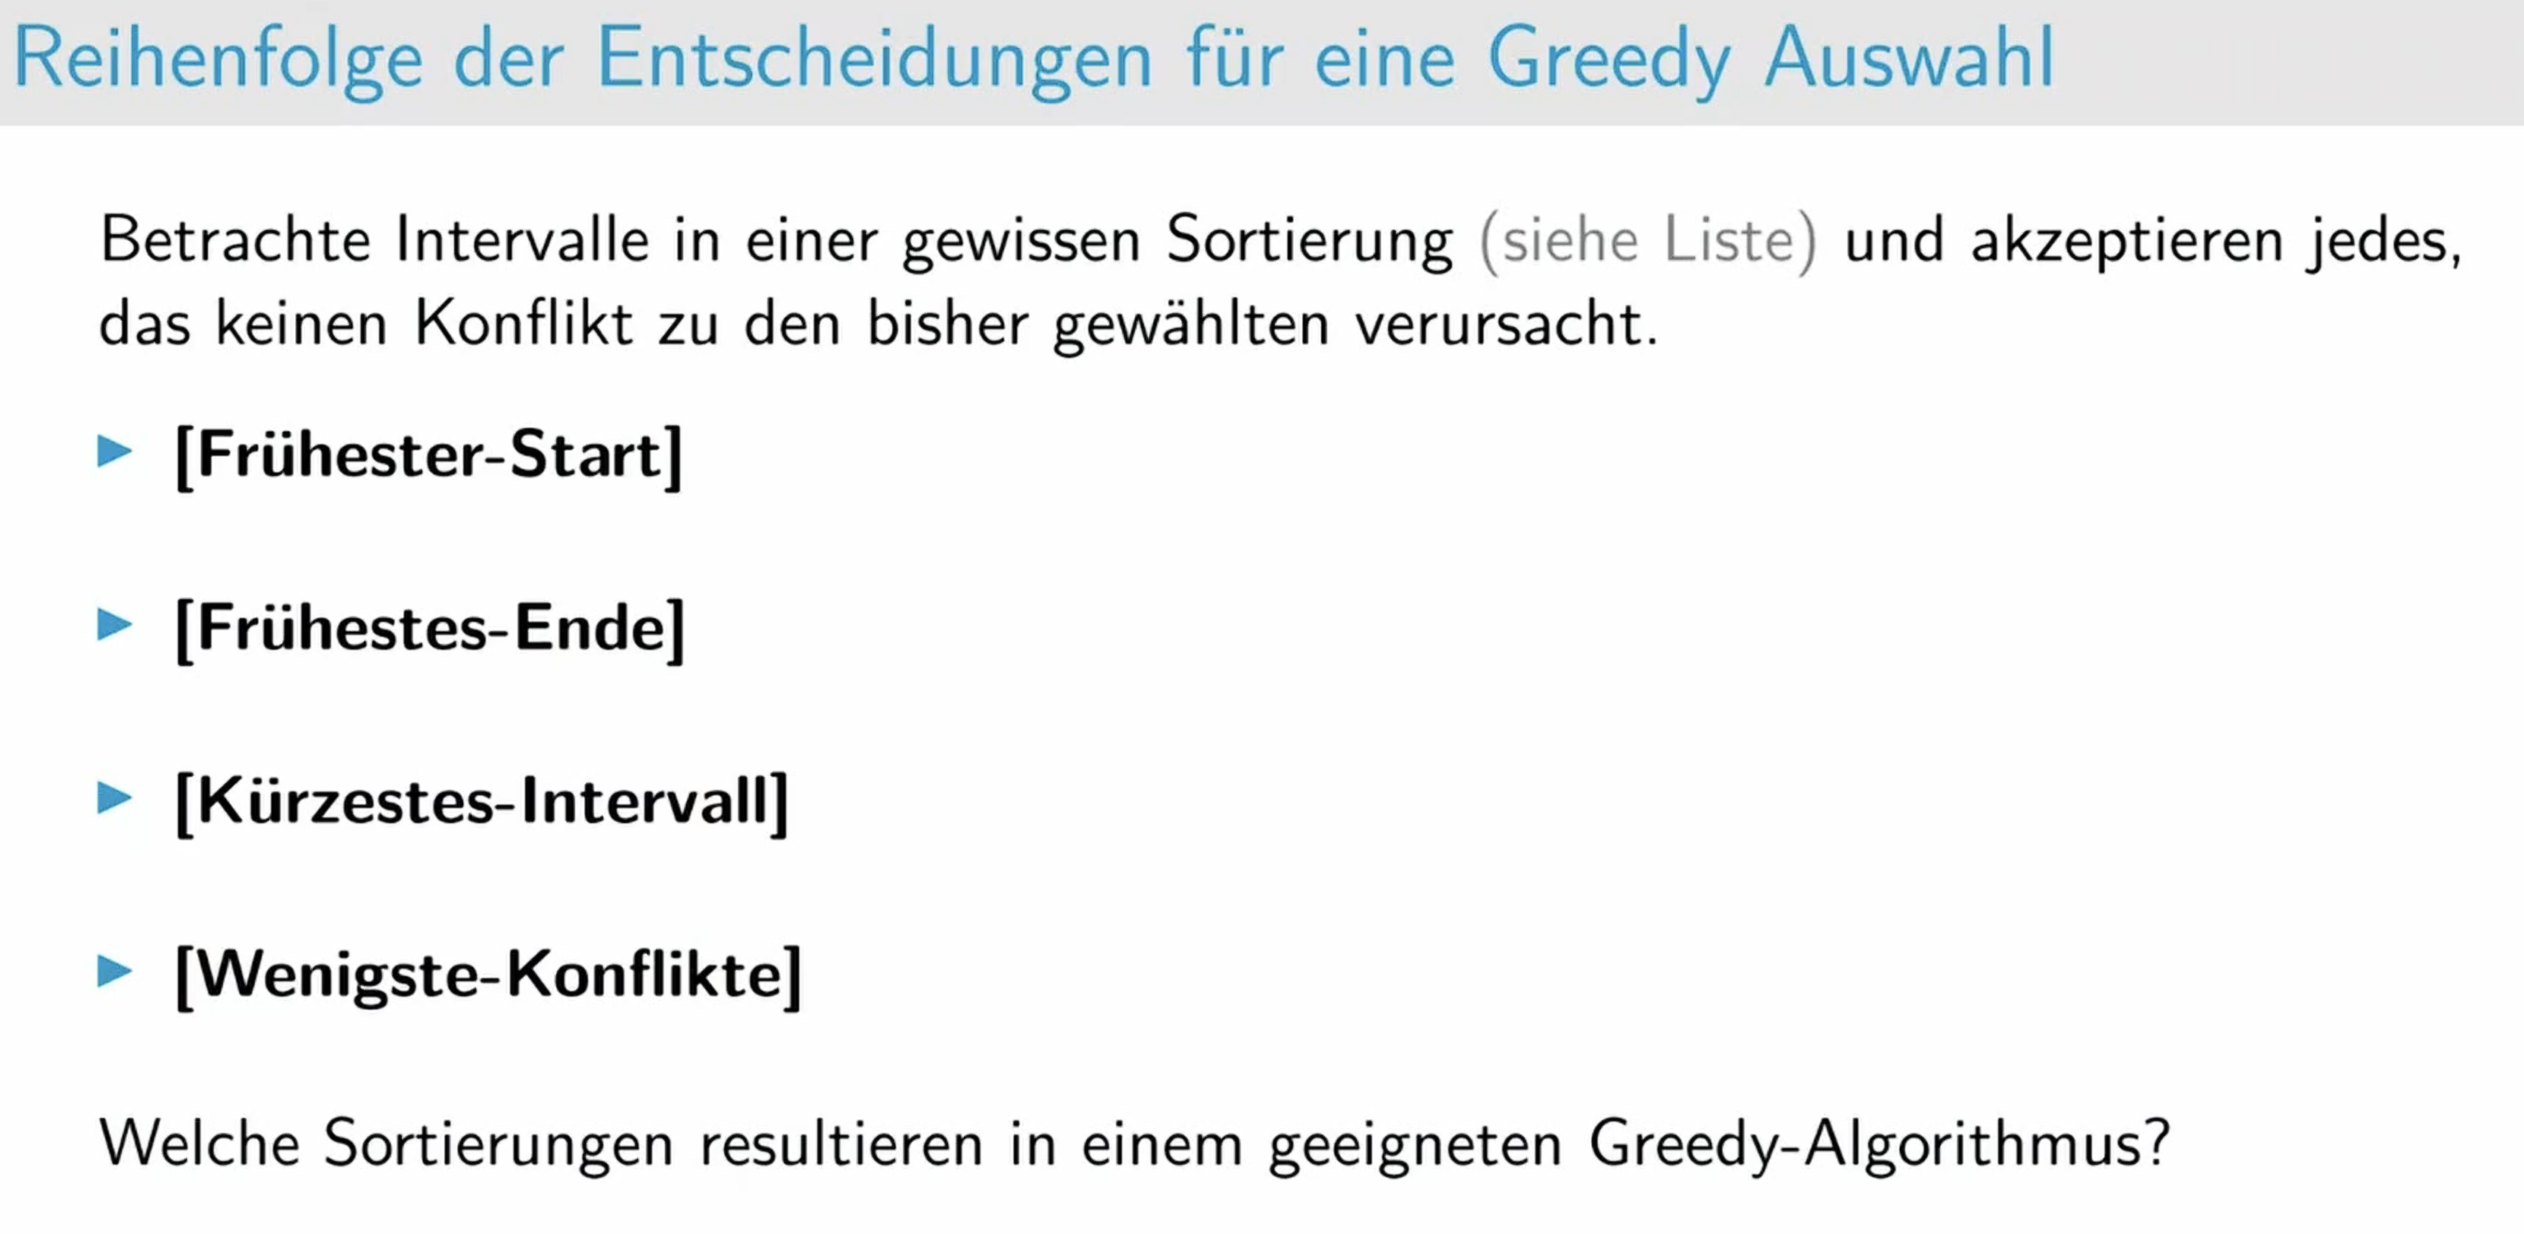 Reihenfolge der Entscheidungen für eine Greedy Auswahl
Betrachte Intervalle in einer gewissen Sortierung (siehe Liste) und akzeptieren jedes,
das keinen Konflikt zu den bisher gewählten verursacht.
▶ [Frühester-Start]
▶ [Frühestes-Ende]
▶ [Kürzestes-Intervall]
▶ [Wenigste-Konflikte]
Welche Sortierungen resultieren in einem geeigneten Greedy-Algorithmus?